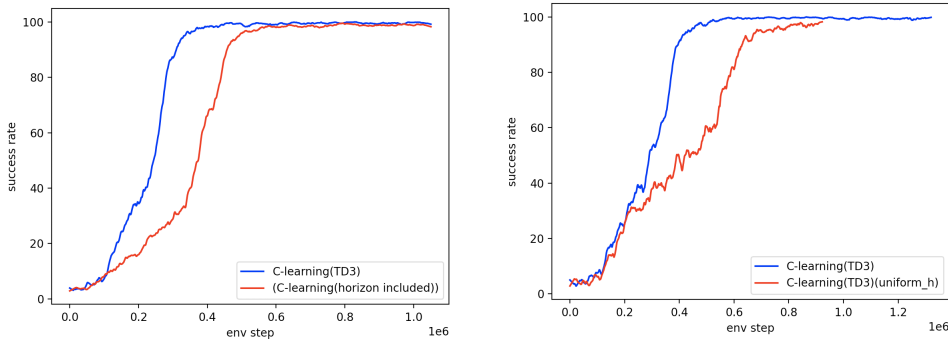 100
80
60
40
20
0
success rate
0.0
0.2
0.4
0.6
0.8
1.0
1e6
env step
C-learning(TD3)
(C-learning(horizon included))
100
80
60
40
20
0
success rate
0.0
0.2
0.4
0.6
0.8
1.0
1.2
1e6
env step
C-learning(TD3)
C-learning(TD3)(uniform_h)